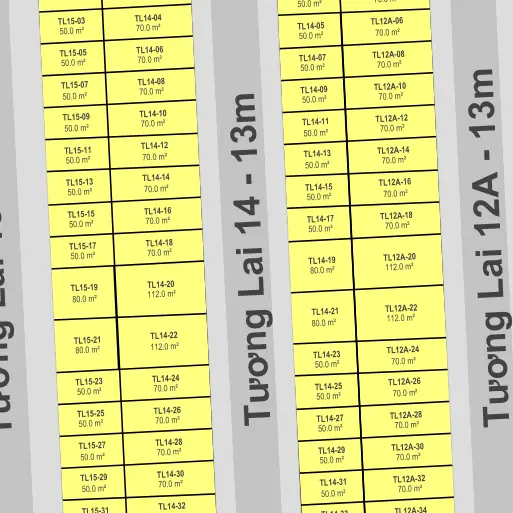 TL15-03
50.0 m²
TL14-04
70.0 m²
TL15-05
50.0 m²
TL14-06
70.0 m²
TL15-07
50.0 m²
TL14-08
70.0 m²
TL15-09
50.0 m²
TL14-10
70.0 m²
TL15-11
50.0 m²
TL14-12
70.0 m²
TL15-13
50.0 m²
TL14-14
70.0 m²
TL15-15
50.0 m²
TL14-16
70.0 m²
TL15-17
50.0 m²
TL14-18
70.0 m²
TL15-19
80.0 m²
TL14-20
112.0 m²
TL15-21
80.0 m²
TL14-22
112.0 m²
TL15-23
50.0 m²
TL14-24
70.0 m²
TL15-25
50.0 m²
TL14-26
70.0 m²
TL15-27
50.0 m²
TL14-28
70.0 m²
TL15-29
50.0 m²
TL14-30
70.0 m²
TL15-31
TL14-32
Tương Lai 14 - 13m
50.0 m²
TL14-05
50.0 m²
TL12A-06
70.0 m²
TL14-07
50.0 m²
TL12A-08
70.0 m²
TL14-09
50.0 m²
TL12A-10
70.0 m²
TL14-11
50.0 m²
TL12A-12
70.0 m²
TL14-13
50.0 m²
TL12A-14
70.0 m²
TL14-15
50.0 m²
TL12A-16
70.0 m²
TL14-17
50.0 m²
TL12A-18
70.0 m²
TL14-19
80.0 m²
TL12A-20
112.0 m²
TL14-21
80.0 m²
TL12A-22
112.0 m²
TL14-23
50.0 m²
TL12A-24
70.0 m²
TL14-25
50.0 m²
TL12A-26
70.0 m²
TL14-27
50.0 m²
TL12A-28
70.0 m²
TL14-29
50.0 m²
TL12A-30
70.0 m²
TL14-31
50.0 m²
TL12A-32
70.0 m²
TL12A-34
Tương Lai 12A - 13m